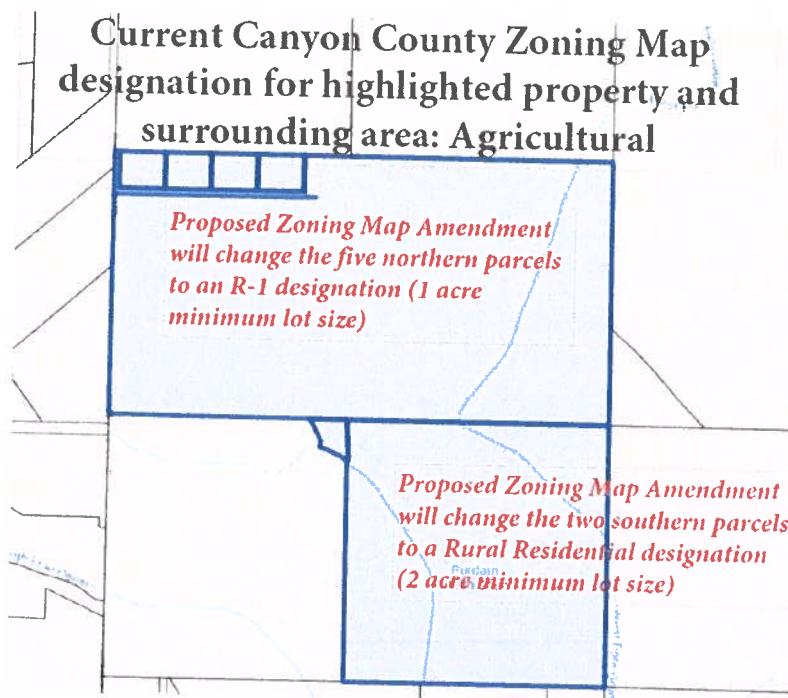 Current Canyon County Zoning Map
designation for highlighted property and
surrounding area: Agricultural
Proposed Zoning Map Amendment
will change the five northern parcels
to an R-1 designation (1 acre
minimum lot size)
Proposed Zoning Map Amendment
will change the two southern parcels
to a Rural Residential designation
(2 acre minimum lot size)